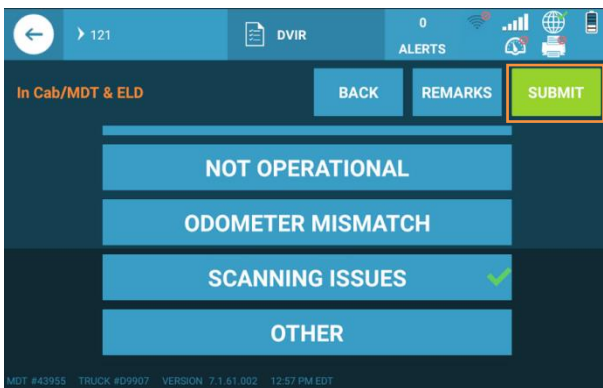 121
DVIR
0
ALERTS
In Cab/MDT & ELD
BACK
REMARKS
SUBMIT
NOT OPERATIONAL
ODOMETER MISMATCH
SCANNING ISSUES
OTHER
MDT #43955 TRUCK #D9907 VERSION 7.1.61.002 12:57 PM EDT